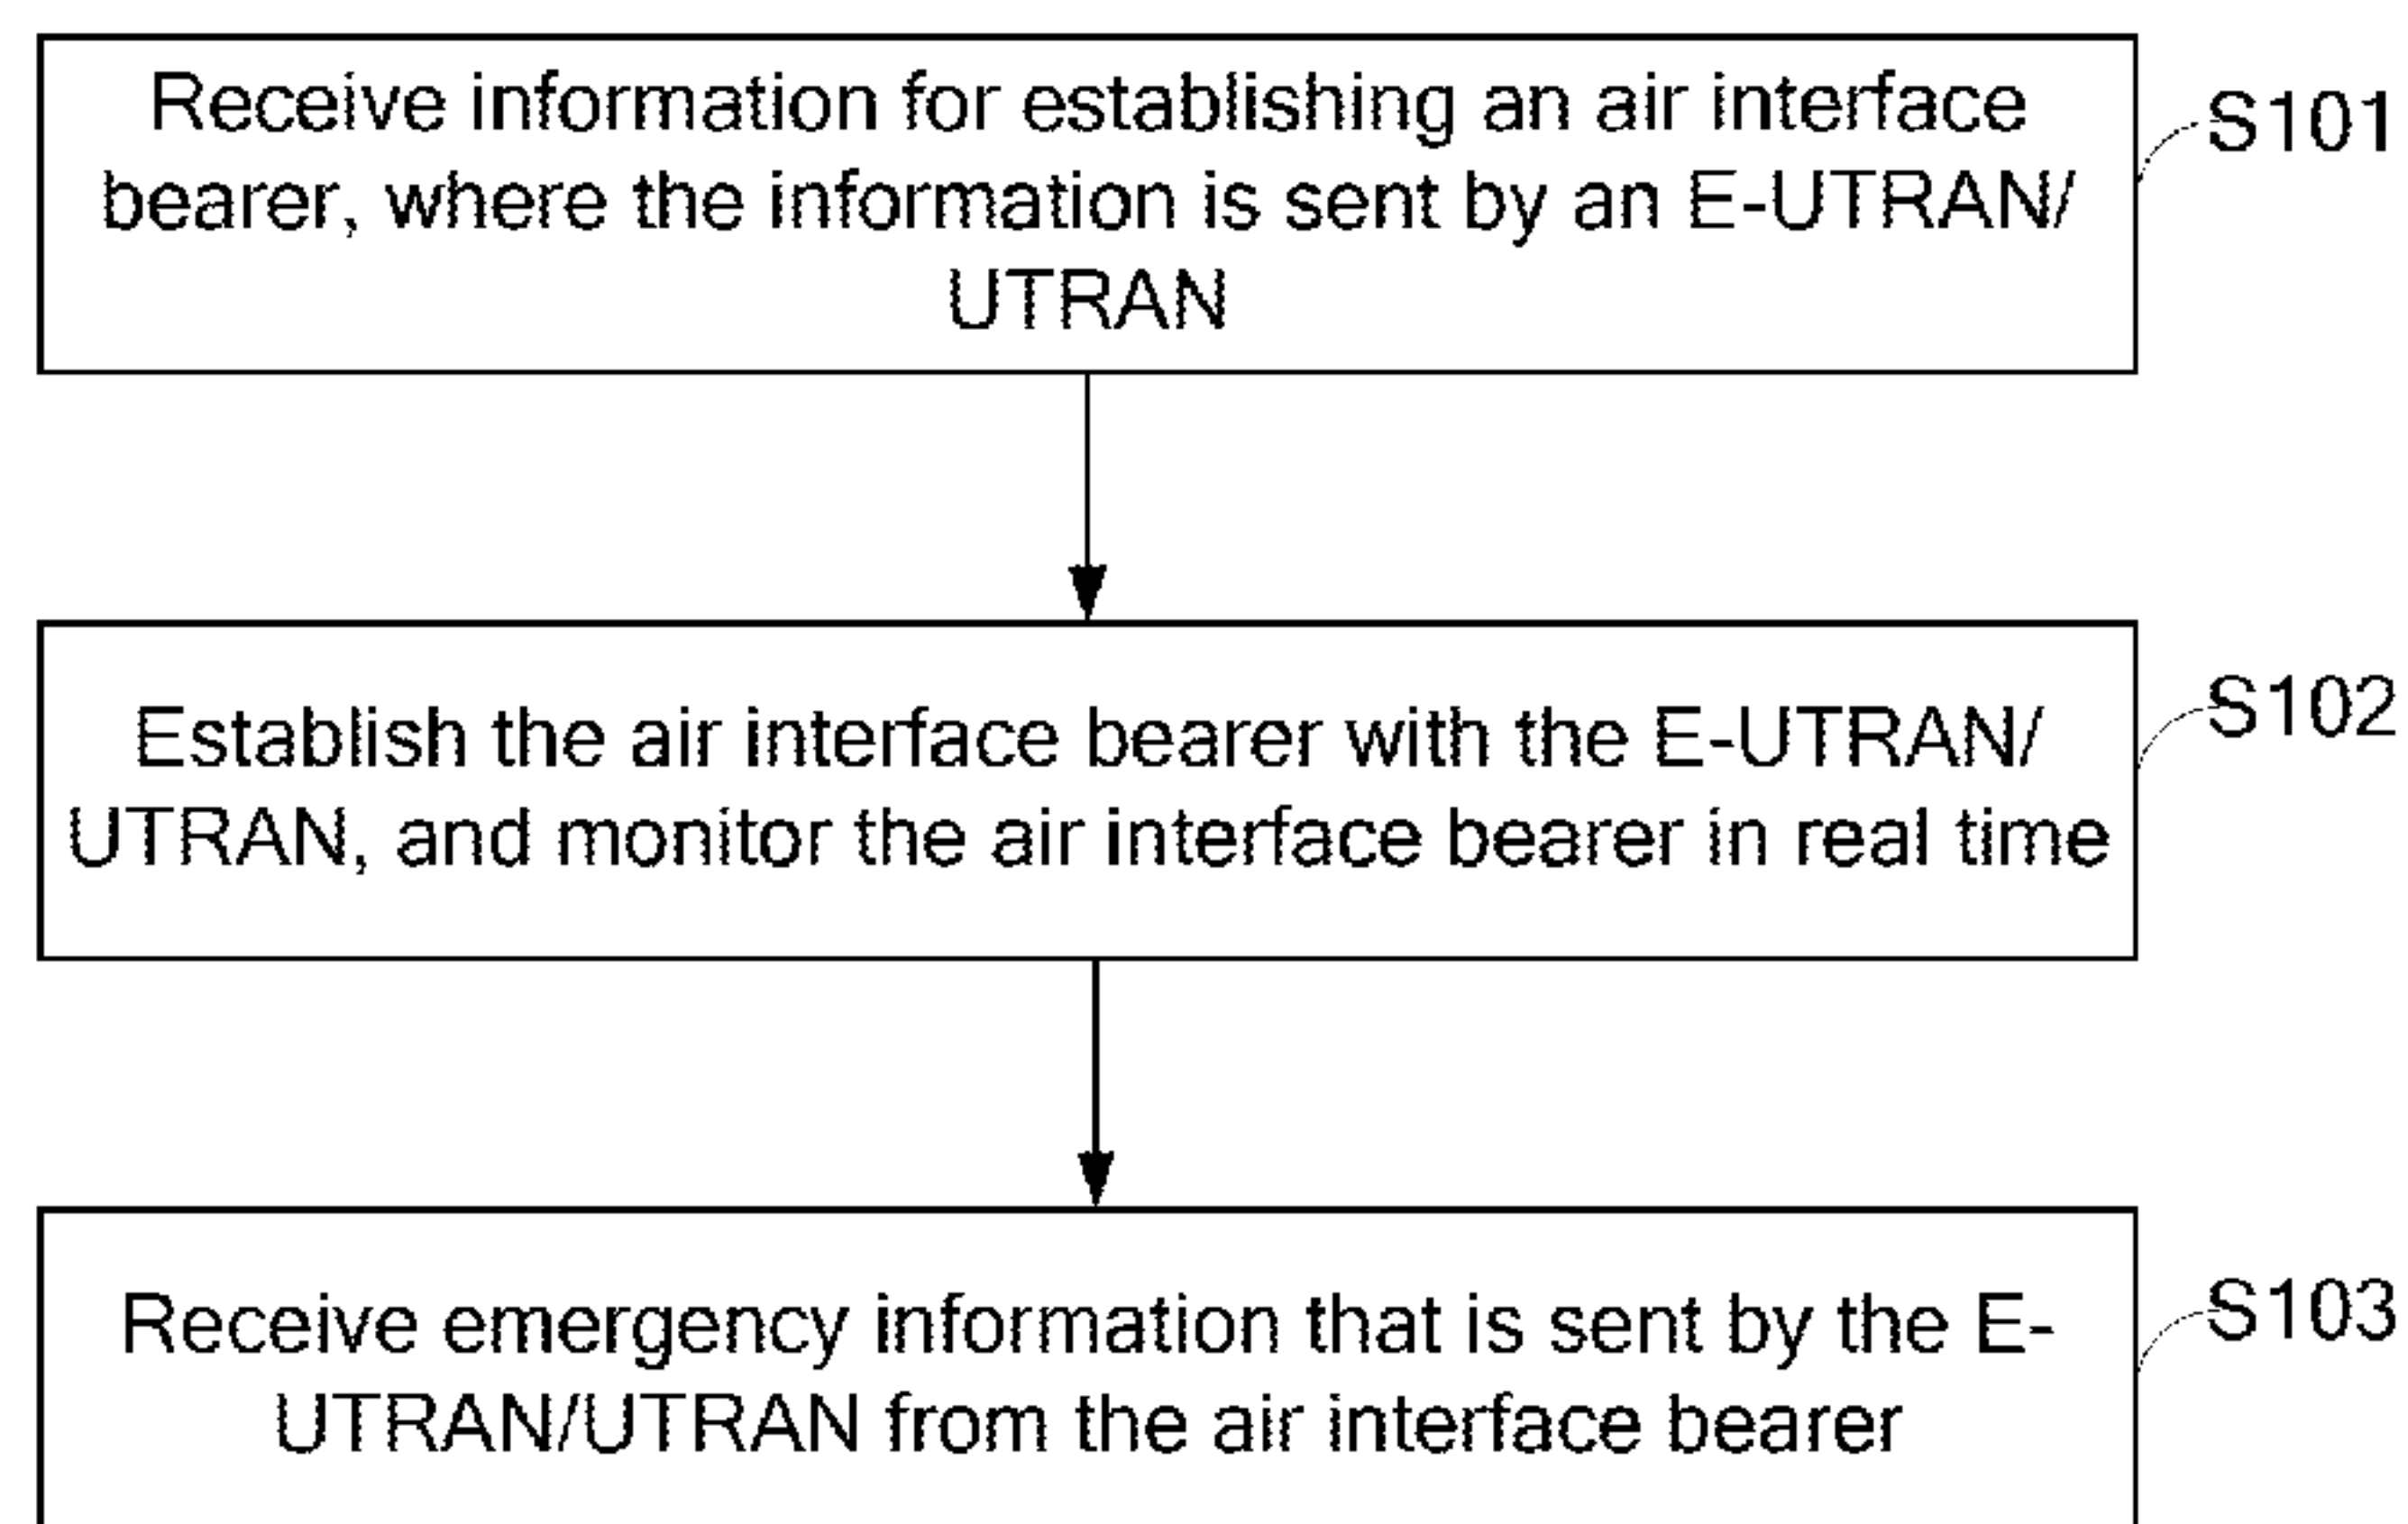 Receive information for establishing an air interface
bearer, where the information is sent by an E-UTRAN/
UTRAN
S101
Establish the air interface bearer with the E-UTRAN/
UTRAN, and monitor the air interface bearer in real time
S102
Receive emergency information that is sent by the E-
UTRAN/UTRAN from the air interface bearer
S103